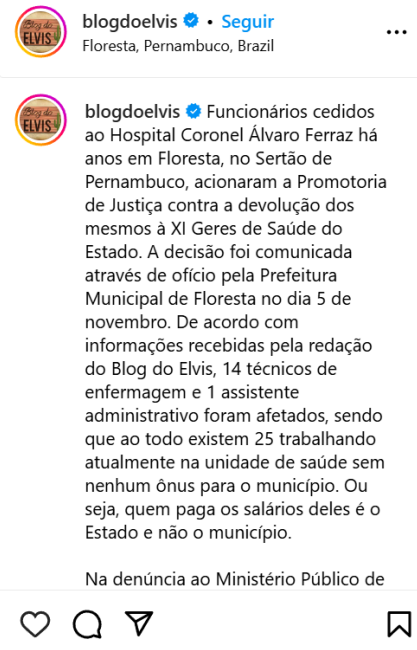 blogdoelvis • Seguir
Floresta, Pernambuco, Brazil
Blog do
ELVIS
Blog do
ELVIS
blogdoelvis Funcionários cedidos
ao Hospital Coronel Álvaro Ferraz há
anos em Floresta, no Sertão de
Pernambuco, acionaram a Promotoria
de Justiça contra a devolução dos
mesmos à XI Geres de Saúde do
Estado. A decisão foi comunicada
através de ofício pela Prefeitura
Municipal de Floresta no dia 5 de
novembro. De acordo com
informações recebidas pela redação
do Blog do Elvis, 14 técnicos de
enfermagem e 1 assistente
administrativo foram afetados, sendo
que ao todo existem 25 trabalhando
atualmente na unidade de saúde sem
nenhum ônus para o município. Ou
seja, quem paga os salários deles é o
Estado e não o município.
Na denúncia ao Ministério Público de